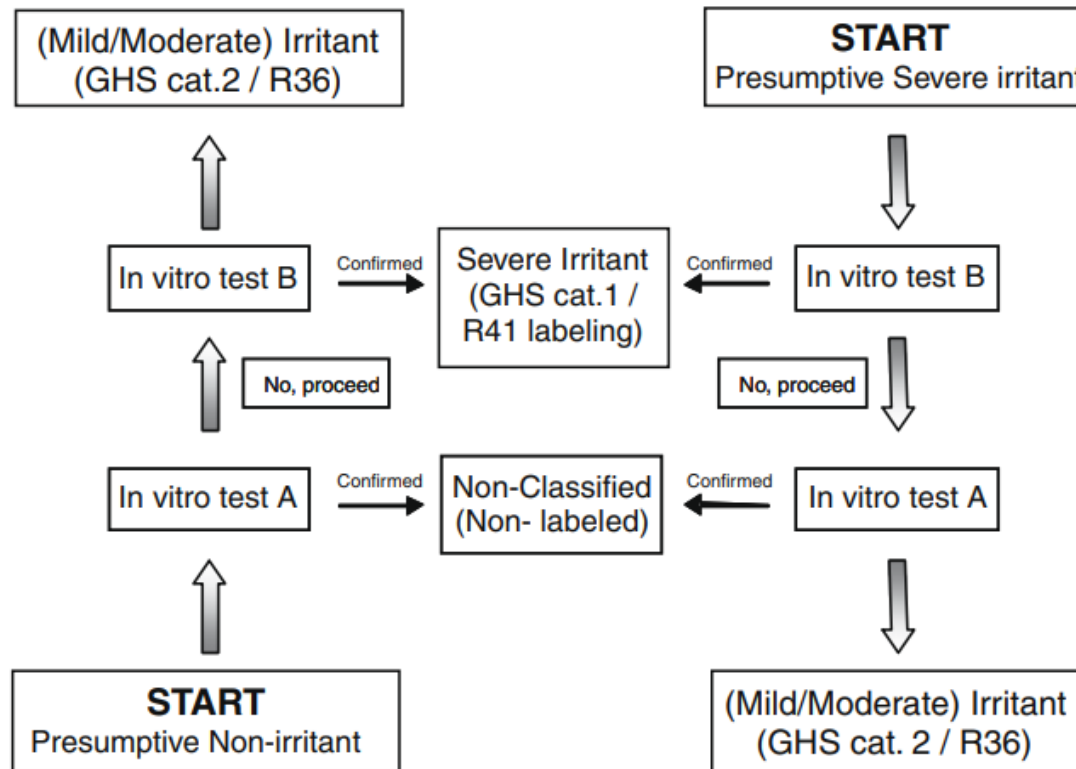 (Mild/Moderate) Irritant
(GHS cat.2 / R36)
START
Presumptive Severe irritant
In vitro test B
Confirmed
Severe Irritant
(GHS cat.1 /
R41 labeling)
Confirmed
In vitro test B
No, proceed
No, proceed
In vitro test A
Confirmed
Non-Classified
(Non- labeled)
Confirmed
In vitro test A
START
Presumptive Non-irritant
(Mild/Moderate) Irritant
(GHS cat. 2 / R36)